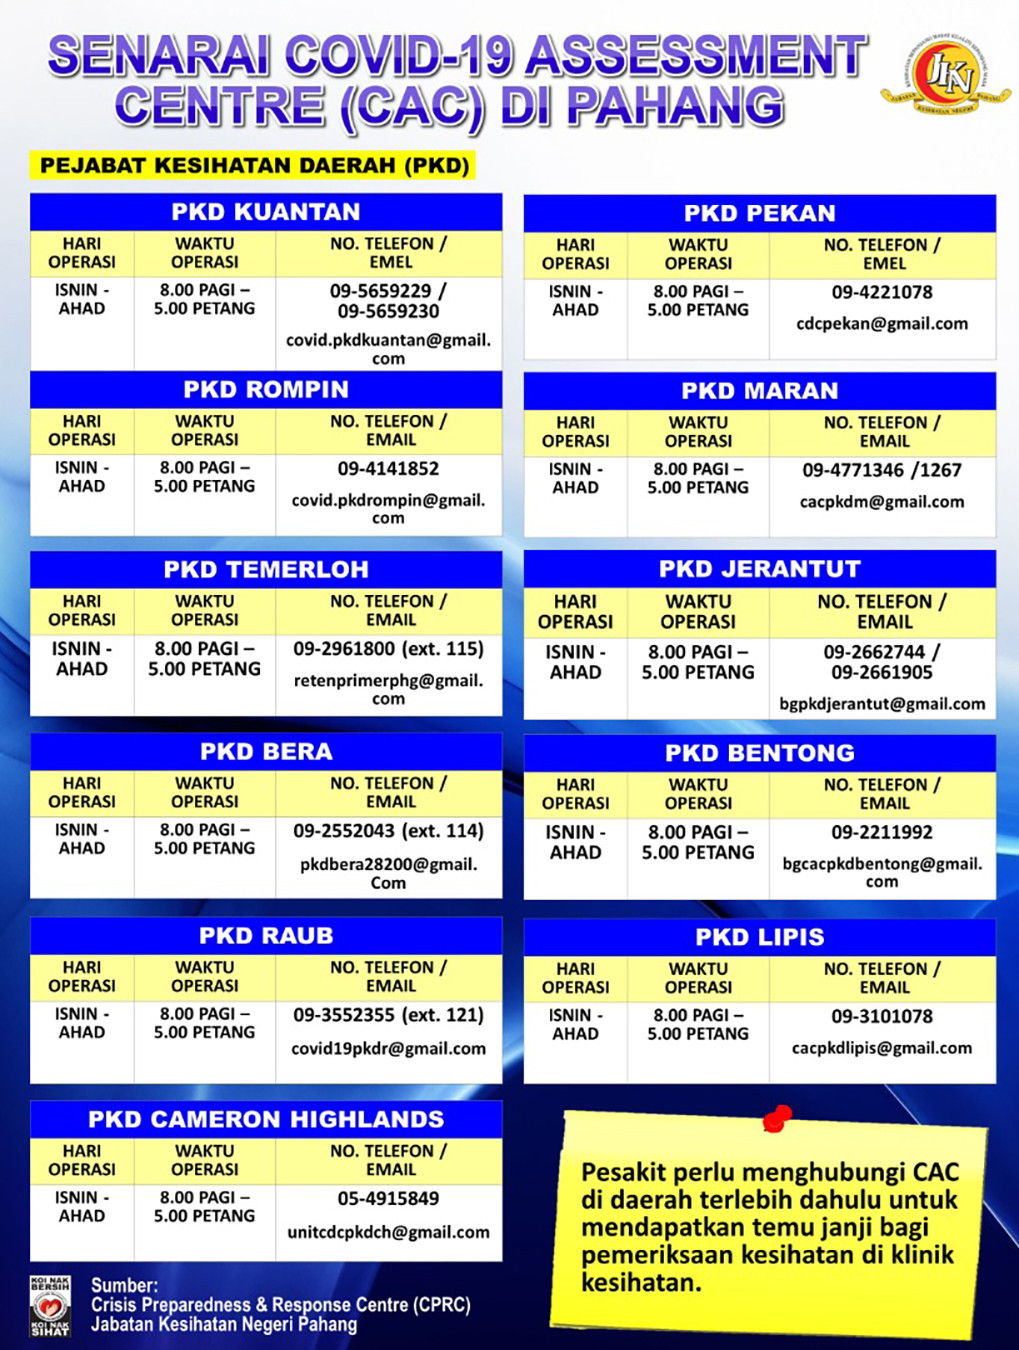 SENARAI COVID-19 ASSESSMENT
CENTRE (CAC) DI PAHANG
JKN
JABATAN KESIHATAN NEGERI PAHANG
PEJABAT KESIHATAN DAERAH (PKD)
PKD KUANTAN
HARI OPERASI
WAKTU OPERASI
NO. TELEFON / EMEL
ISNIN -
AHAD
8.00 PAGI –
5.00 PETANG
09-5659229 /
09-5659230
covid.pkdkuantan@gmail.
com
PKD PEKAN
HARI OPERASI
WAKTU OPERASI
NO. TELEFON / EMEL
ISNIN -
AHAD
8.00 PAGI –
5.00 PETANG
09-4221078
cdcpekan@gmail.com
PKD ROMPIN
HARI OPERASI
WAKTU OPERASI
NO. TELEFON / EMAIL
ISNIN -
AHAD
8.00 PAGI –
5.00 PETANG
09-4141852
covid.pkdrompin@gmail.
com
PKD MARAN
HARI OPERASI
WAKTU OPERASI
NO. TELEFON / EMAIL
ISNIN -
AHAD
8.00 PAGI –
5.00 PETANG
09-4771346 /1267
cacpkdm@gmail.com
PKD TEMERLOH
HARI OPERASI
WAKTU OPERASI
NO. TELEFON / EMAIL
ISNIN -
AHAD
8.00 PAGI –
5.00 PETANG
09-2961800 (ext. 115)
retenprimerphg@gmail.
com
PKD JERANTUT
HARI OPERASI
WAKTU OPERASI
NO. TELEFON / EMAIL
ISNIN -
AHAD
8.00 PAGI –
5.00 PETANG
09-2662744 /
09-2661905
bgpkdjerantut@gmail.com
PKD BERA
HARI OPERASI
WAKTU OPERASI
NO. TELEFON / EMAIL
ISNIN -
AHAD
8.00 PAGI –
5.00 PETANG
09-2552043 (ext. 114)
pkdbera28200@gmail.
Com
PKD BENTONG
HARI OPERASI
WAKTU OPERASI
NO. TELEFON / EMAIL
ISNIN -
AHAD
8.00 PAGI –
5.00 PETANG
09-2211992
bgcacpkdbentong@gmail.
com
PKD RAUB
HARI OPERASI
WAKTU OPERASI
NO. TELEFON / EMAIL
ISNIN -
AHAD
8.00 PAGI –
5.00 PETANG
09-3552355 (ext. 121)
covid19pkdr@gmail.com
PKD LIPIS
HARI OPERASI
WAKTU OPERASI
NO. TELEFON / EMAIL
ISNIN -
AHAD
8.00 PAGI –
5.00 PETANG
09-3101078
cacpkdlipis@gmail.com
PKD CAMERON HIGHLANDS
HARI OPERASI
WAKTU OPERASI
NO. TELEFON / EMAIL
ISNIN -
AHAD
8.00 PAGI –
5.00 PETANG
05-4915849
unitcdcpkdch@gmail.com
Pesakit perlu menghubungi CAC
di daerah terlebih dahulu untuk
mendapatkan temu janji bagi
pemeriksaan kesihatan di klinik
kesihatan.
KOI NAK
BERSIH
KOI NAK
SIHAT
Sumber:
Crisis Preparedness & Response Centre (CPRC)
Jabatan Kesihatan Negeri Pahang